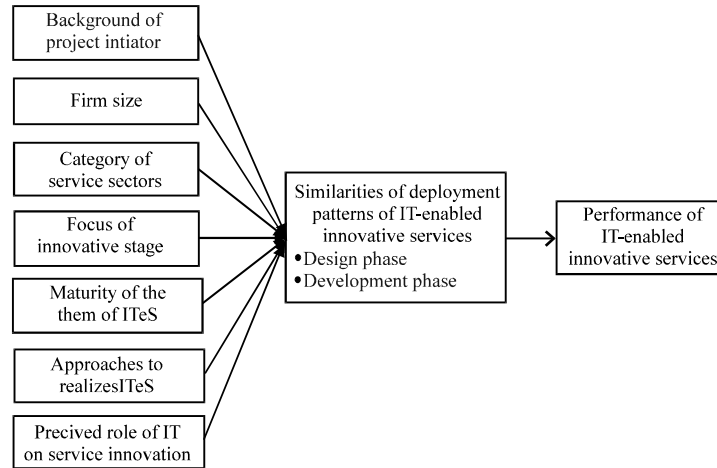 Background of
project intiator
Firm size
Category of
service sectors
Focus of
innovative stage
Maturity of the
them of ITeS
Approaches to
realizesITeS
Precived role of IT
on service innovation
Similarities of deployment
patterns of IT-enabled
innovative services
•Design phase
•Development phase
Performance of
IT-enabled
innovative services